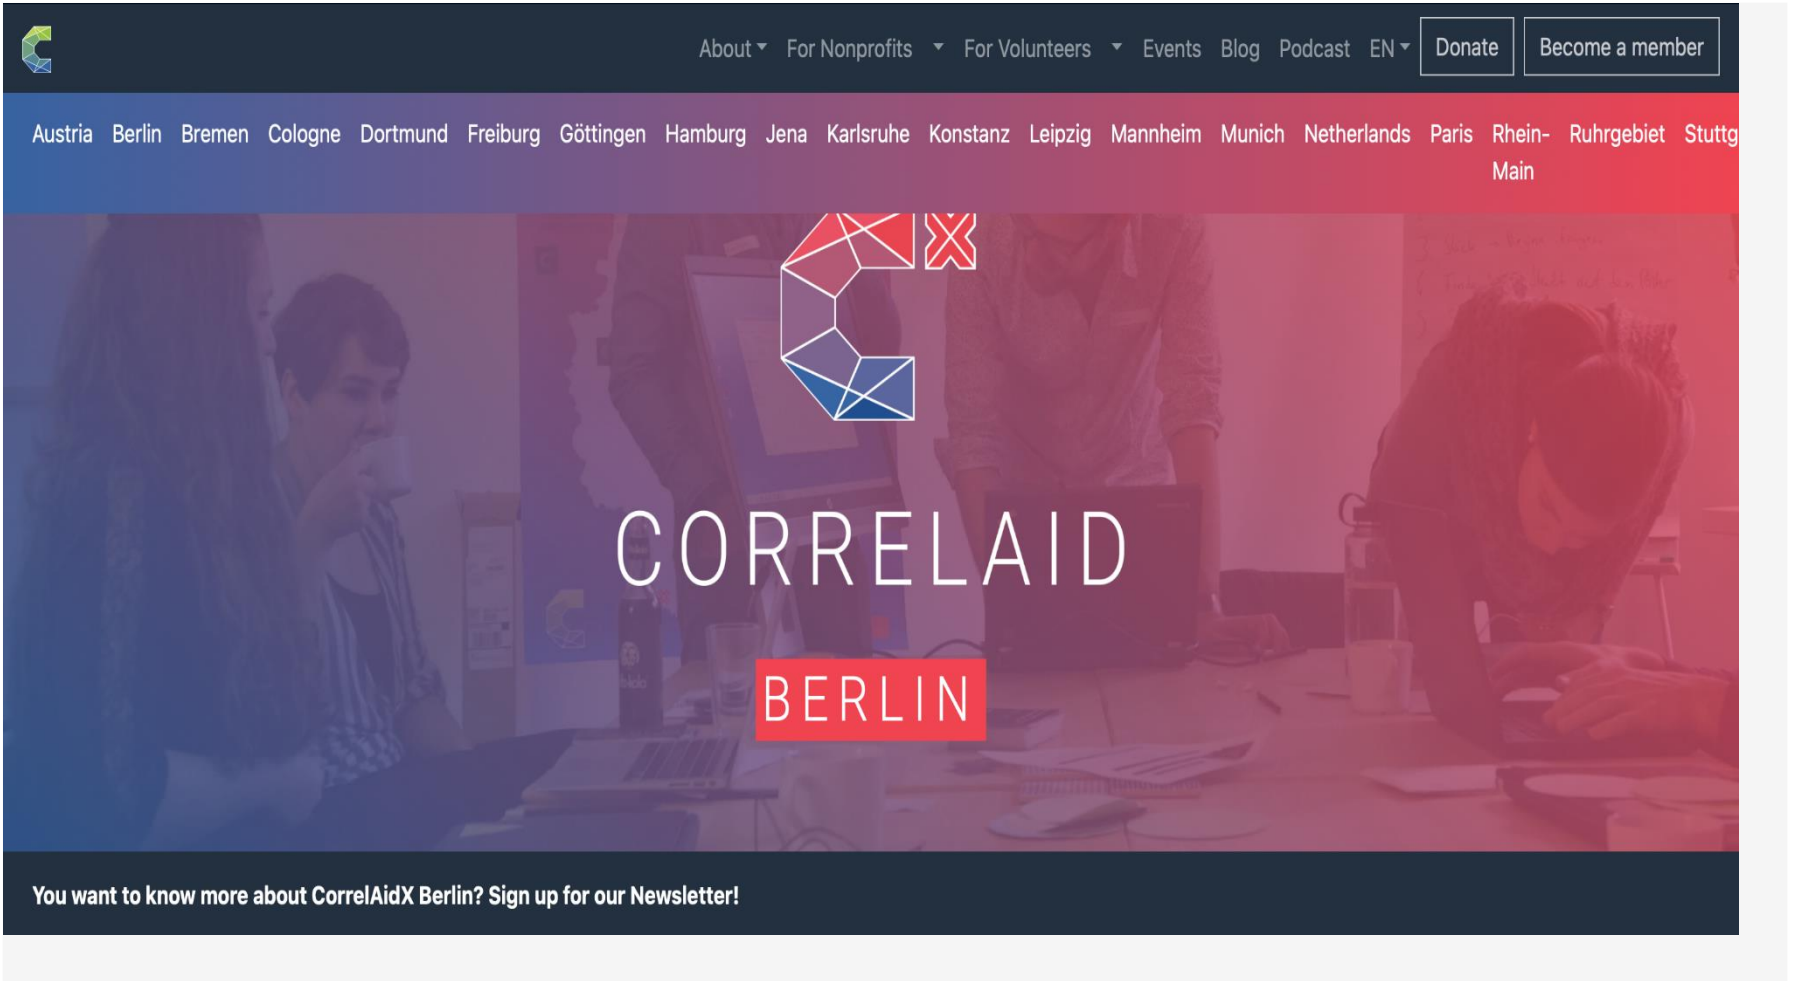 About For Nonprofits For Volunteers Events Blog Podcast EN Donate Become a member
Austria Berlin Bremen Cologne Dortmund Freiburg Göttingen Hamburg Jena Karlsruhe Konstanz Leipzig Mannheim Munich Netherlands Paris Rhein- Ruhrgebiet Stuttg
Main
X
CORRELAID
BERLIN
You want to know more about CorrelAidX Berlin? Sign up for our Newsletter!